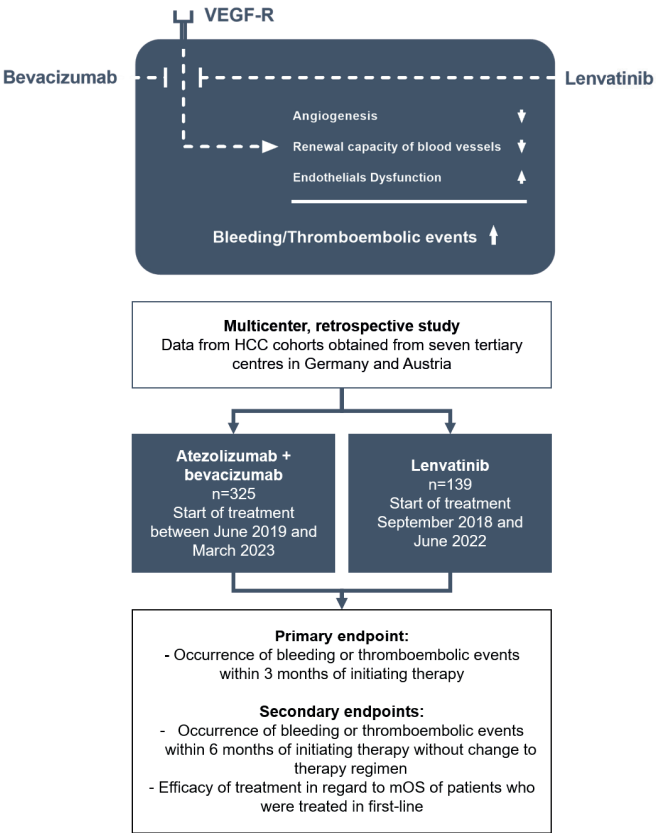 VEGF-R
Bevacizumab
Lenvatinib
Angiogenesis
Renewal capacity of blood vessels
Endothelials Dysfunction
Bleeding/Thromboembolic events
Multicenter, retrospective study
Data from HCC cohorts obtained from seven tertiary
centres in Germany and Austria
Atezolizumab +
bevacizumab
n=325
Start of treatment
between June 2019 and
March 2023
Lenvatinib
n=139
Start of treatment
September 2018 and
June 2022
Primary endpoint:
- Occurrence of bleeding or thromboembolic events
within 3 months of initiating therapy
Secondary endpoints:
- Occurrence of bleeding or thromboembolic events
within 6 months of initiating therapy without change to
therapy regimen
- Efficacy of treatment in regard to mOS of patients who
were treated in first-line